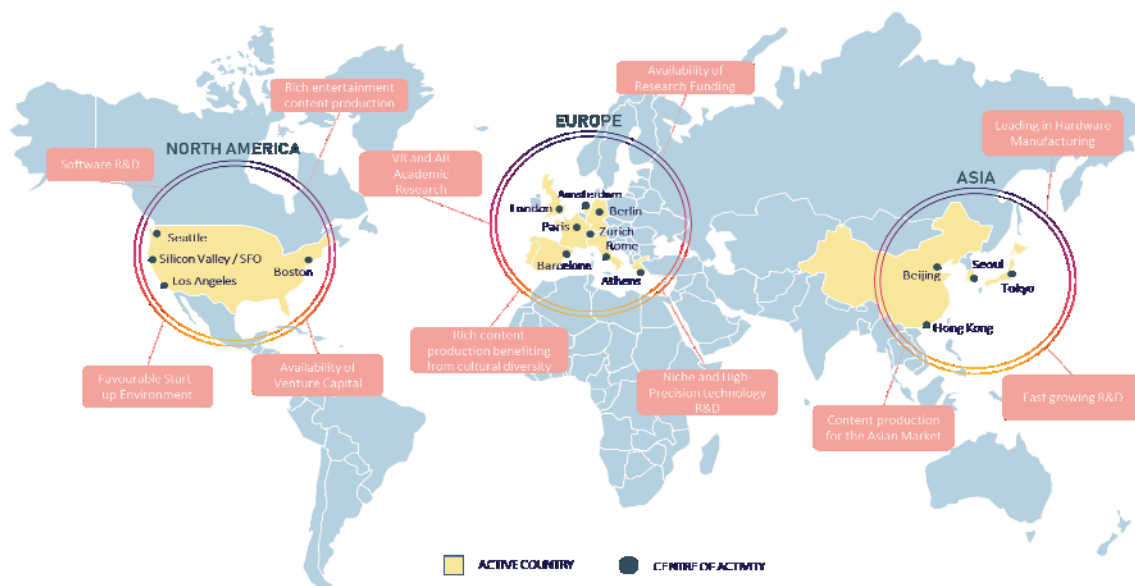 Rich entertainment
content production
NORTH AMERICA
Software R&D
Seattle
Silicon Valley / SFO
Los Angeles
Boston
Favourable Start-
up Environment
Availability of
Venture Capital
Availability of
Research Funding
EUROPE
VR and AR
Academic
Research
Amsterdam
London
Berlin
Paris
Zurich
Rome
Barcelona
Athens
Rich content
production benefiting
from cultural diversity
Niche and High-
Precision technology
R&D
Leading in Hardware
Manufacturing
ASIA
Beijing
Seoul
Tokyo
Hong Kong
Content production
for the Asian Market
Fast growing R&D
ACTIVE COUNTRY
CENTRE OF ACTIVITY